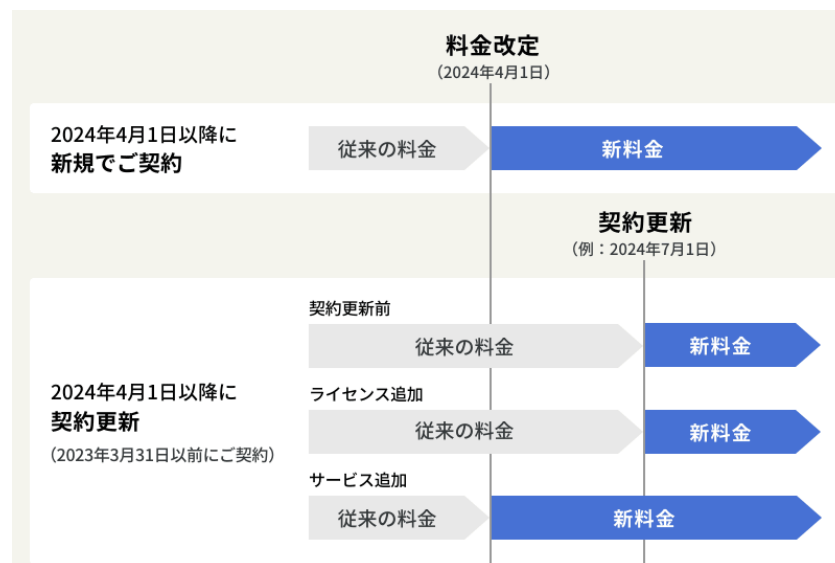 料金改定
（2024年4月1日）
2024年4月1日以降に
新規でご契約
従来の料金
新料金
契約更新
（例：2024年7月1日）
2024年4月1日以降に
契約更新
（2023年3月31日以前にご契約）
契約更新前
従来の料金
新料金
ライセンス追加
従来の料金
新料金
サービス追加
従来の料金
新料金